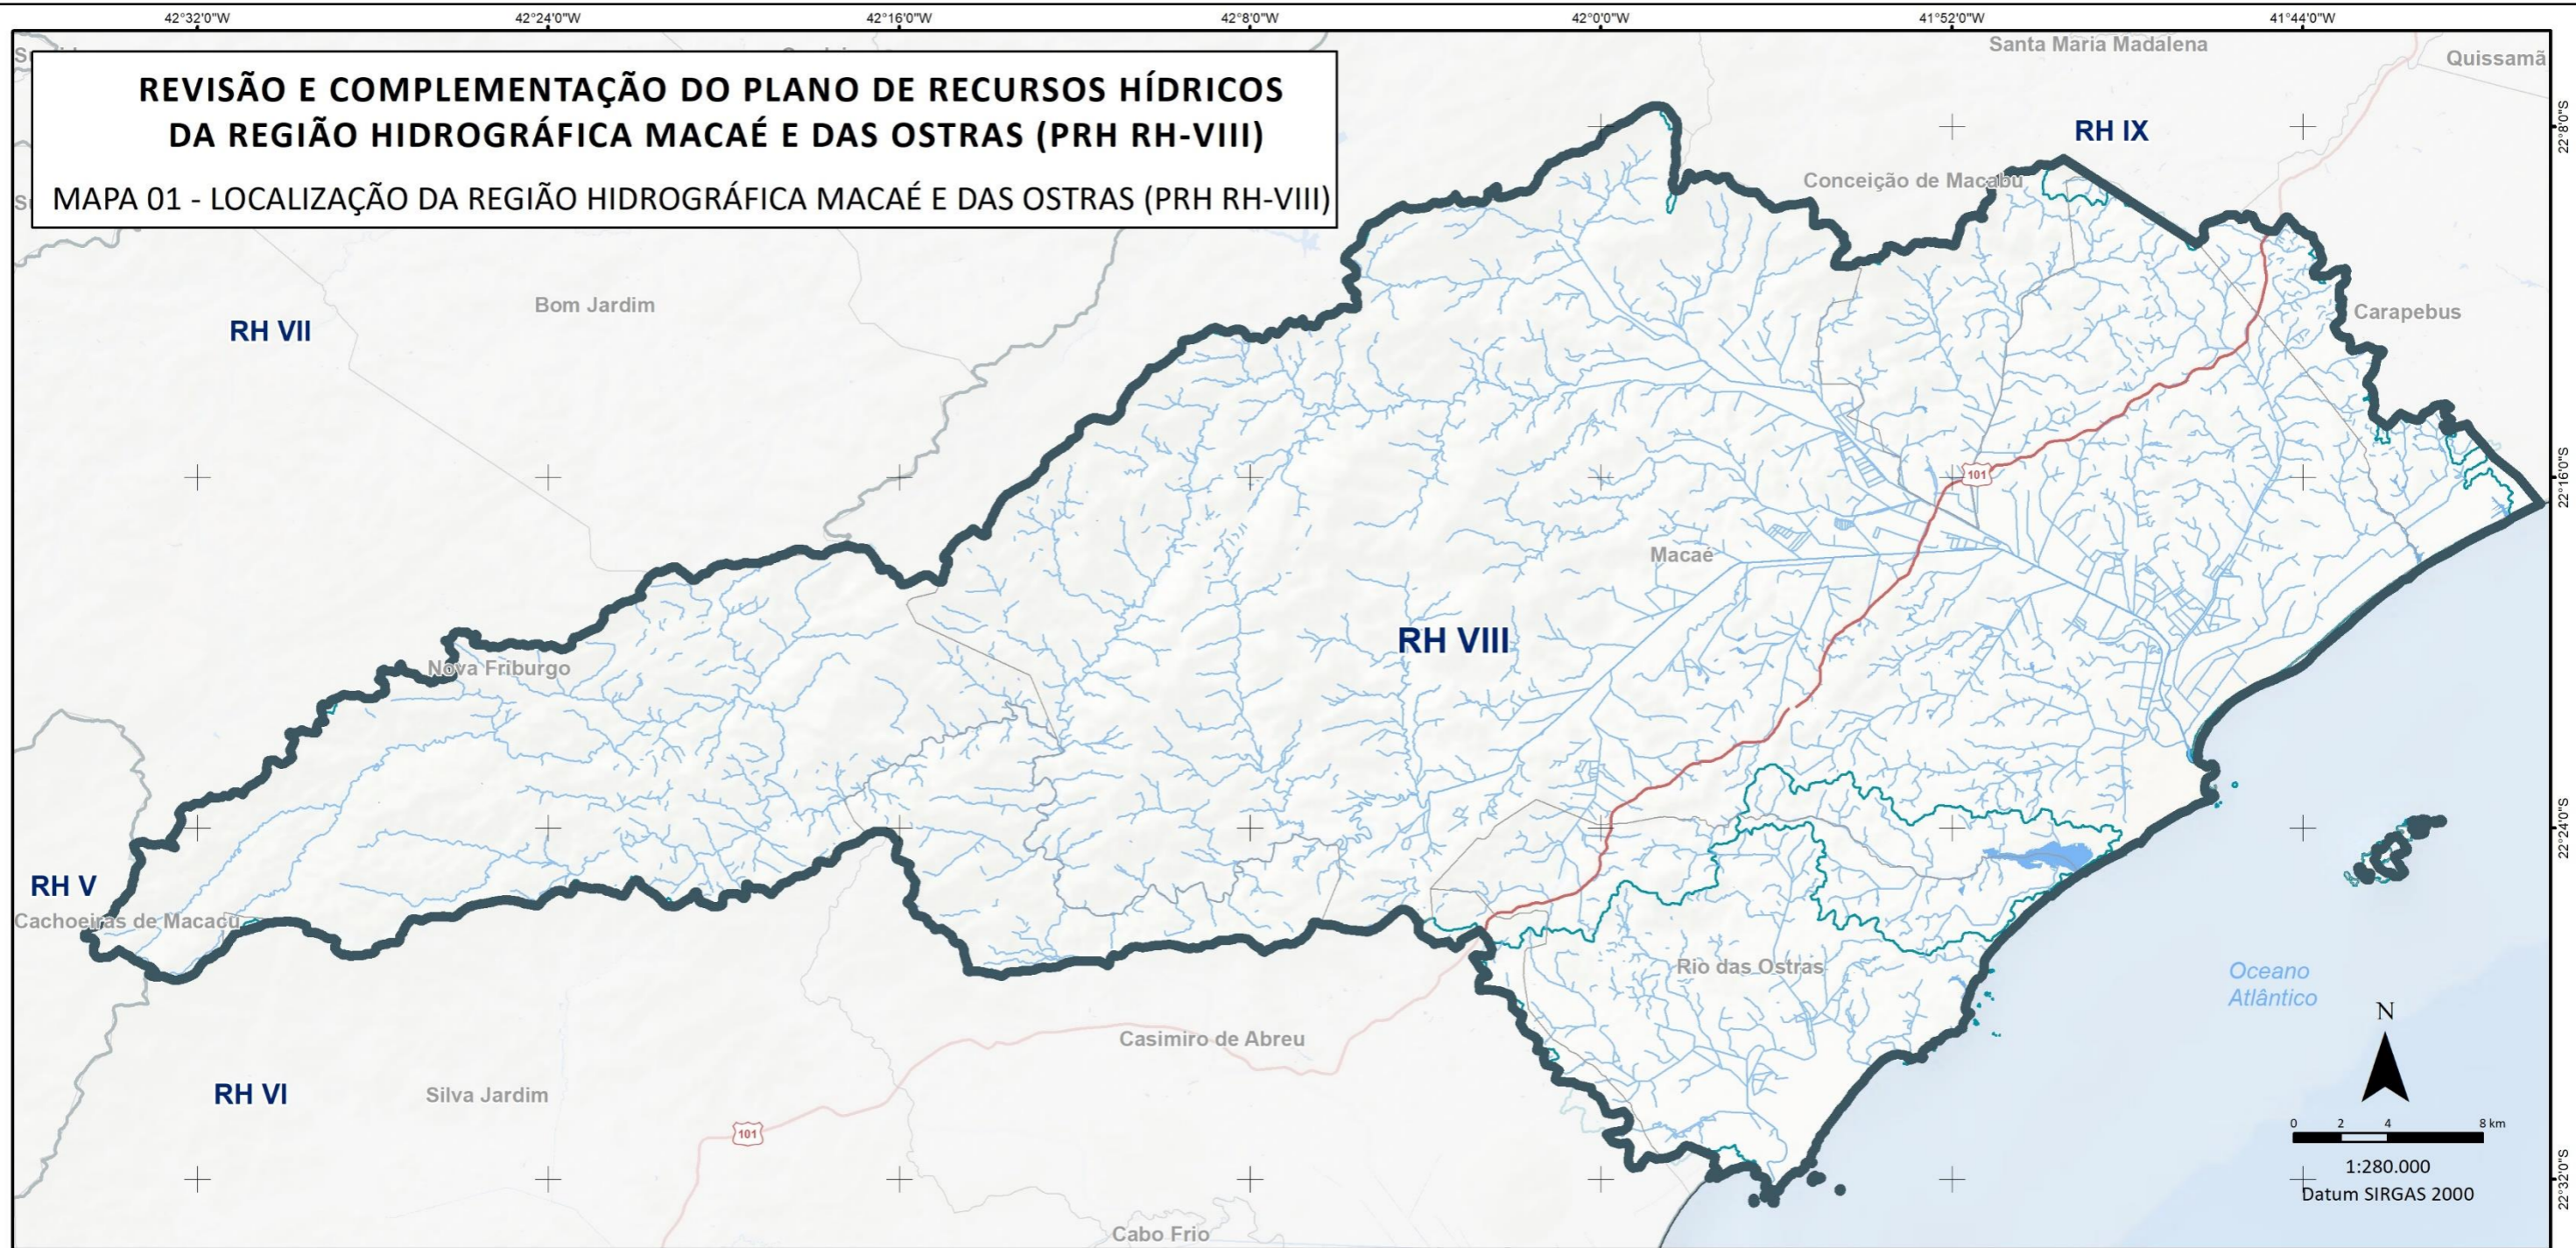 42°32'0"W
42°24'0"W
42°16'0"W
42°8'0"W
42°0'0"W
41°52'0"W
41°44'0"W
REVISÃO E COMPLEMENTAÇÃO DO PLANO DE RECURSOS HÍDRICOS
DA REGIÃO HIDROGRÁFICA MACAÉ E DAS OSTRAS (PRH RH-VIII)
MAPA 01 - LOCALIZAÇÃO DA REGIÃO HIDROGRÁFICA MACAÉ E DAS OSTRAS (PRH RH-VIII)
Santa Maria Madalena
Quissamã
RH IX
22°8'0"S
Conceição de Macabu
Bom Jardim
Carapebus
RH VII
101
22°16'0"S
Macaé
RH VIII
Nova Friburgo
22°24'0"S
RH V
Cachoeiras de Macacu
Rio das Ostras
Oceano
Atlântico
N
Casimiro de Abreu
RH VI
Silva Jardim
101
0 2 4 8 km
1:280.000
Datum SIRGAS 2000
22°32'0"S
Cabo Frio